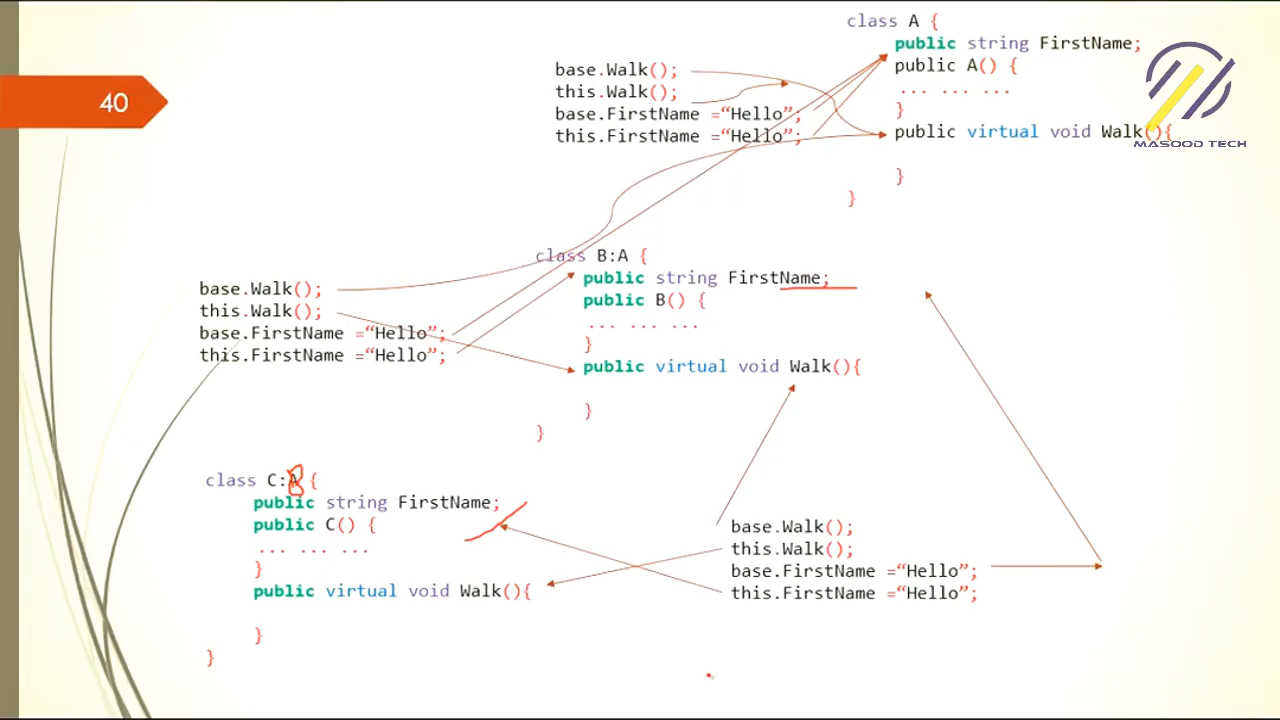 40
class A {
public string FirstName;
public A() {
... ... ...
}
public virtual void Walk(){
}
}
MASOOD TECH
base.Walk();
this.Walk();
base.FirstName =“Hello”;
this.FirstName =“Hello”;
class B:A {
public string FirstName;
public B() {
... ... ...
}
public virtual void Walk(){
}
}
base.Walk();
this.Walk();
base.FirstName =“Hello”;
this.FirstName =“Hello”;
class C:B {
public string FirstName;
public C() {
... ... ...
}
public virtual void Walk(){
}
}
base.Walk();
this.Walk();
base.FirstName =“Hello”;
this.FirstName =“Hello”;